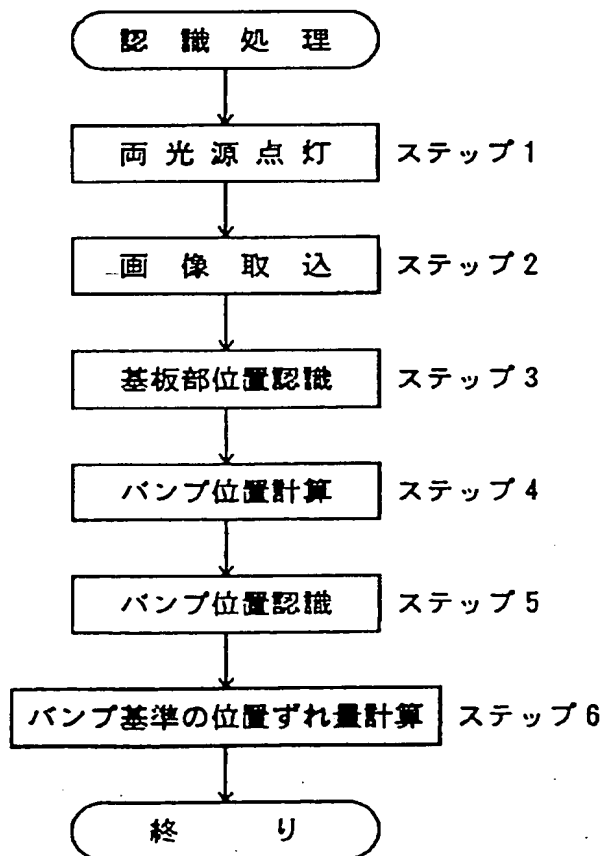 認識処理
両光源点灯 ステップ1
画像取込 ステップ2
基板部位置認識 ステップ3
バンプ位置計算 ステップ4
バンプ位置認識 ステップ5
バンプ基準の位置ずれ量計算 ステップ6
終り